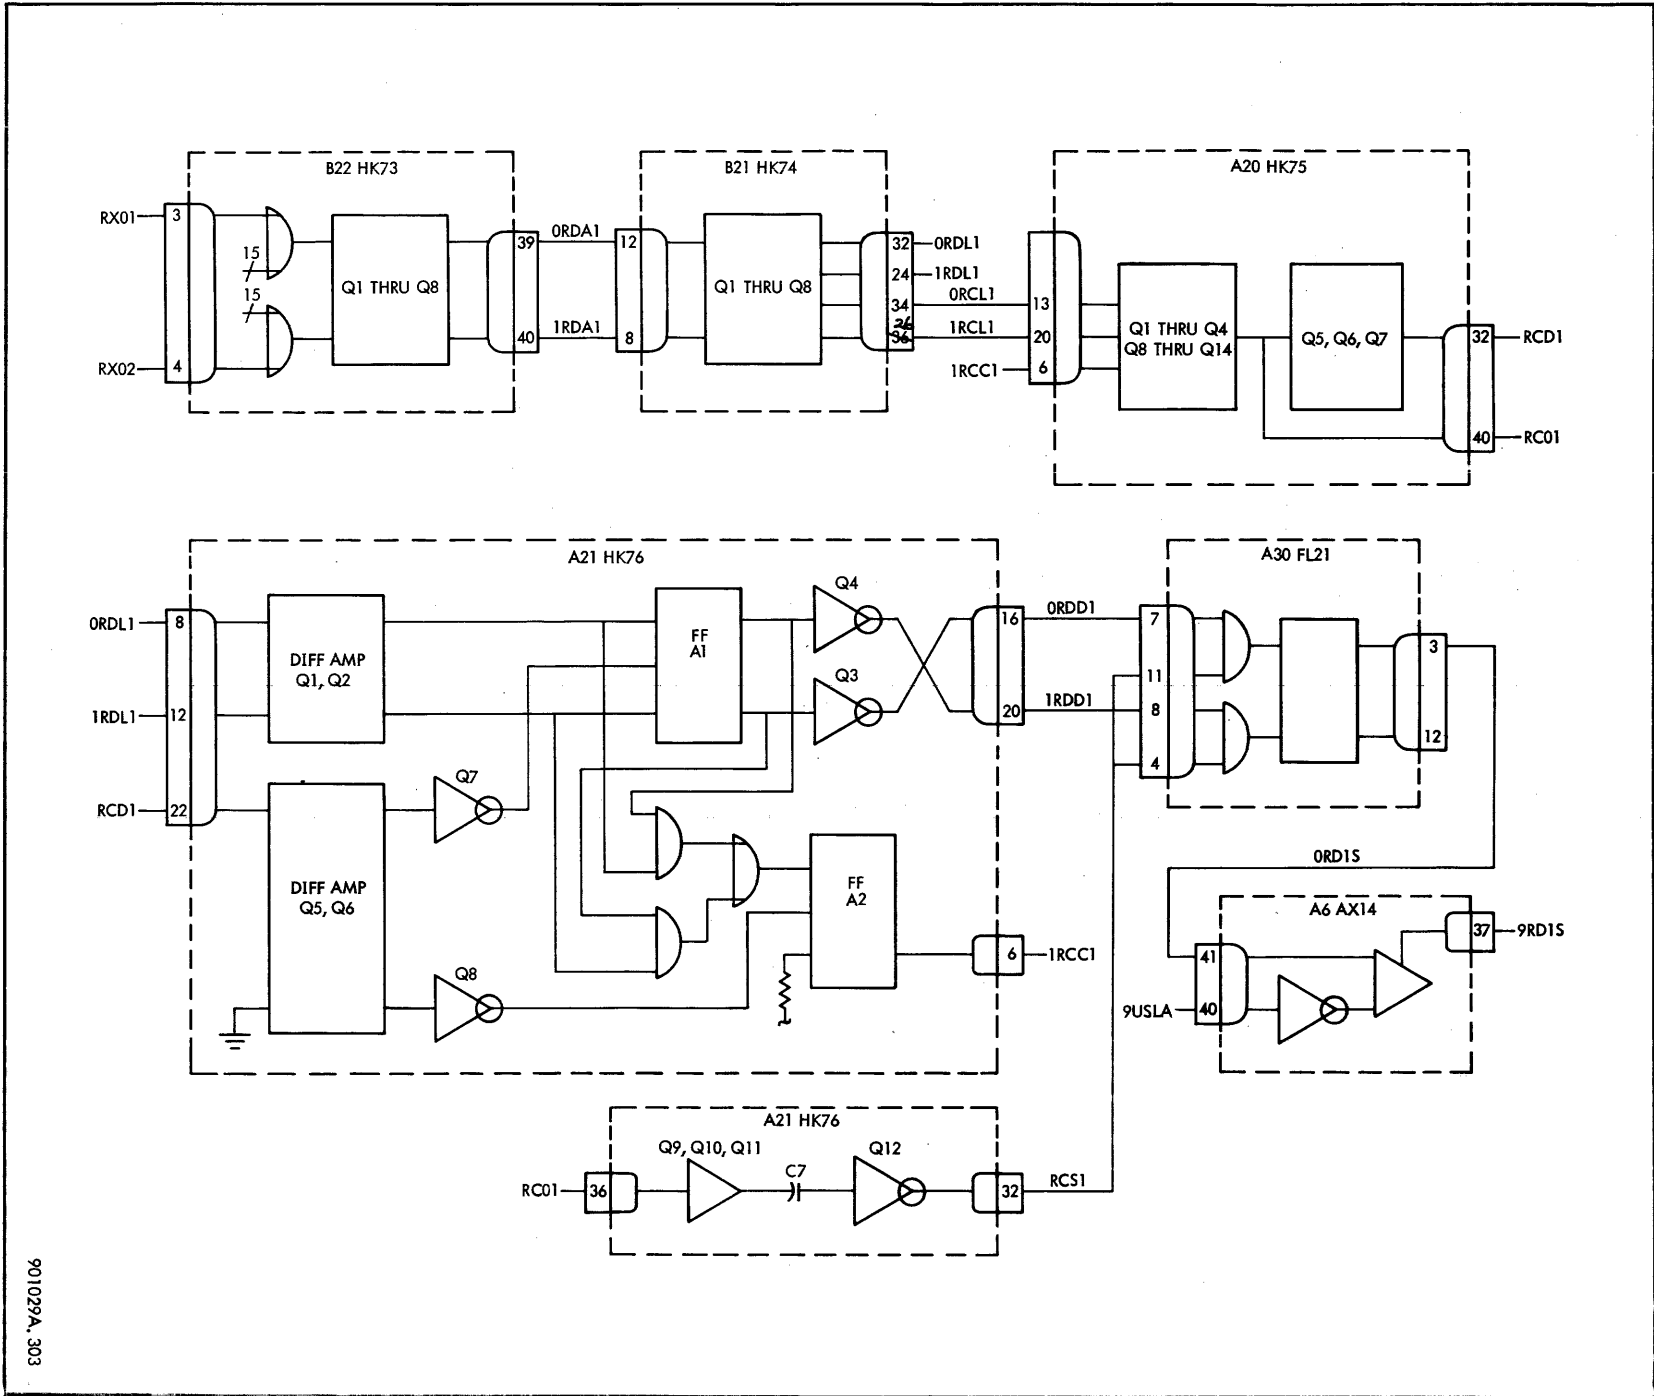 B22 HK73
B21 HK74
A20 HK75
RX01
3
15
15
RX02
4
Q1 THRU Q8
39
0RDA1
12
40
1RDA1
8
Q1 THRU Q8
32
0RDL1
24
1RDL1
34
0RCL1
13
26
36
1RCL1
20
1RCC1
6
Q1 THRU Q4
Q8 THRU Q14
Q5, Q6, Q7
32
RCD1
40
RC01
A21 HK76
A30 FL21
0RDL1
8
DIFF AMP
Q1, Q2
1RDL1
12
RCD1
22
DIFF AMP
Q5, Q6
Q7
Q8
FF
A1
Q4
Q3
16
0RDD1
7
11
20
1RDD1
8
4
3
12
FF
A2
6
1RCC1
0RD1S
A6 AX14
41
9USLA
40
37
9RD1S
A21 HK76
RC01
36
Q9, Q10, Q11
C7
Q12
32
RCS1
901029A. 303